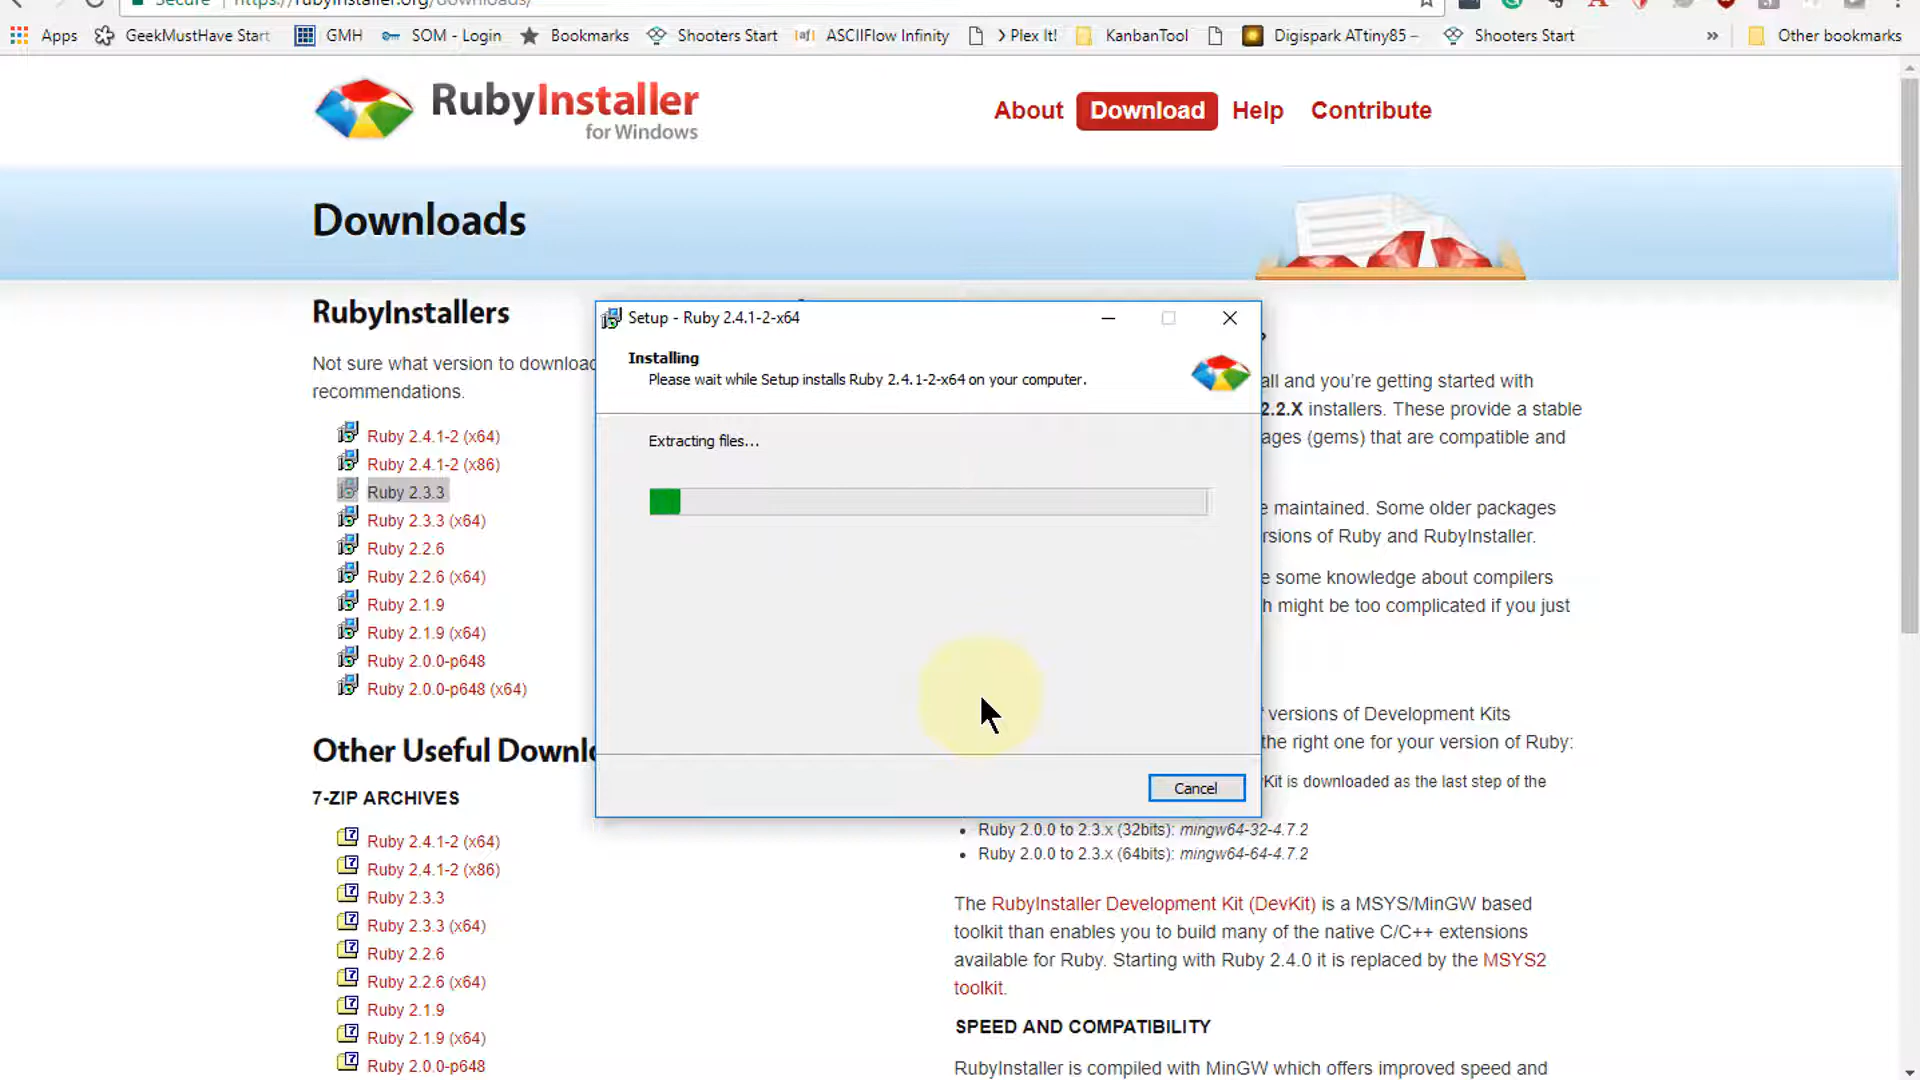 Secure https://rubyinstaller.org/downloads/
Apps GeekMustHave Start GMH SOM - Login Bookmarks Shooters Start ASCIIFlow Infinity Plex It! KanbanTool Digispark ATtiny85 – Shooters Start » Other bookmarks
RubyInstaller
for Windows
About Download Help Contribute
Downloads
RubyInstallers
Not sure what version to download
recommendations.
Ruby 2.4.1-2 (x64)
Ruby 2.4.1-2 (x86)
Ruby 2.3.3
Ruby 2.3.3 (x64)
Ruby 2.2.6
Ruby 2.2.6 (x64)
Ruby 2.1.9
Ruby 2.1.9 (x64)
Ruby 2.0.0-p648
Ruby 2.0.0-p648 (x64)
Other Useful Downlo
7-ZIP ARCHIVES
Ruby 2.4.1-2 (x64)
Ruby 2.4.1-2 (x86)
Ruby 2.3.3
Ruby 2.3.3 (x64)
Ruby 2.2.6
Ruby 2.2.6 (x64)
Ruby 2.1.9
Ruby 2.1.9 (x64)
Ruby 2.0.0-p648
Setup - Ruby 2.4.1-2-x64
Installing
Please wait while Setup installs Ruby 2.4.1-2-x64 on your computer.
Extracting files...
Cancel
all and you’re getting started with
2.2.X installers. These provide a stable
ages (gems) that are compatible and
e maintained. Some older packages
rsions of Ruby and RubyInstaller.
e some knowledge about compilers
h might be too complicated if you just
f versions of Development Kits
the right one for your version of Ruby:
Kit is downloaded as the last step of the
• Ruby 2.0.0 to 2.3.x (32bits): mingw64-32-4.7.2
• Ruby 2.0.0 to 2.3.x (64bits): mingw64-64-4.7.2
The RubyInstaller Development Kit (DevKit) is a MSYS/MinGW based
toolkit than enables you to build many of the native C/C++ extensions
available for Ruby. Starting with Ruby 2.4.0 it is replaced by the MSYS2
toolkit.
SPEED AND COMPATIBILITY
RubyInstaller is compiled with MinGW which offers improved speed and